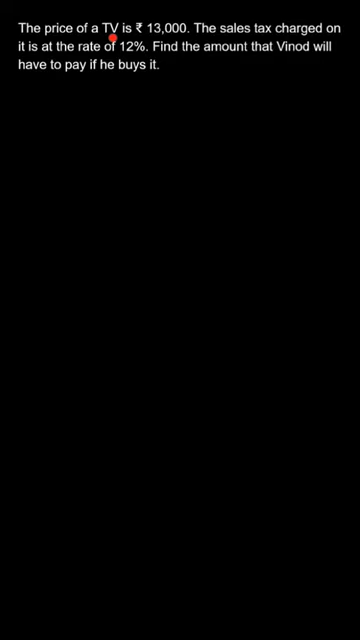 The price of a TV is ₹ 13,000. The sales tax charged on
it is at the rate of 12%. Find the amount that Vinod will
have to pay if he buys it.